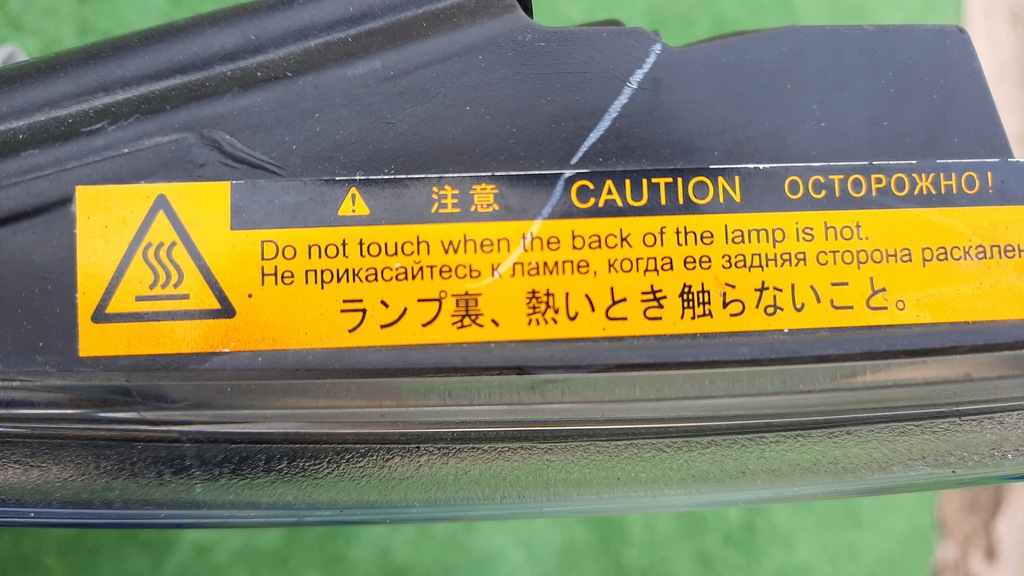 注意 CAUTION ОСТОРОЖНО!
Do not touch when the back of the lamp is hot.
Не прикасайтесь к лампе, когда ее задняя сторона раскален
ランプ裏、熱いとき触らないこと。